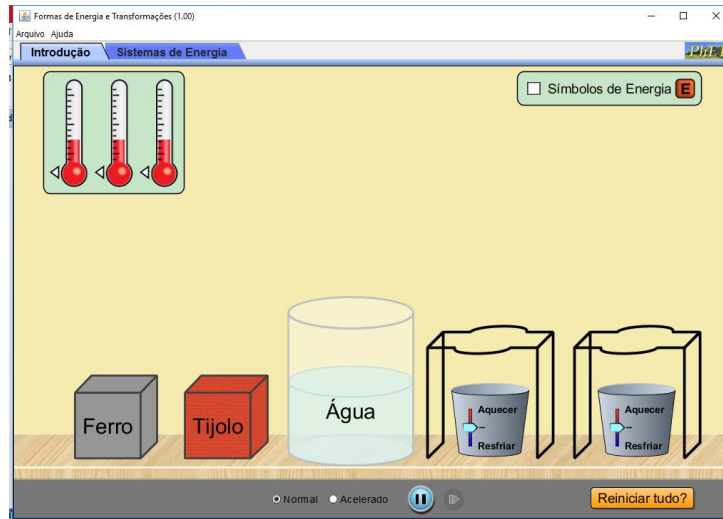 Formas de Energia e Transformações (1.00)
Arquivo Ajuda
Introdução Sistemas de Energia
PhET
Símbolos de Energia E
Ferro
Tijolo
Água
Aquecer
Resfriar
Aquecer
Resfriar
Normal Acelerado
Reiniciar tudo?